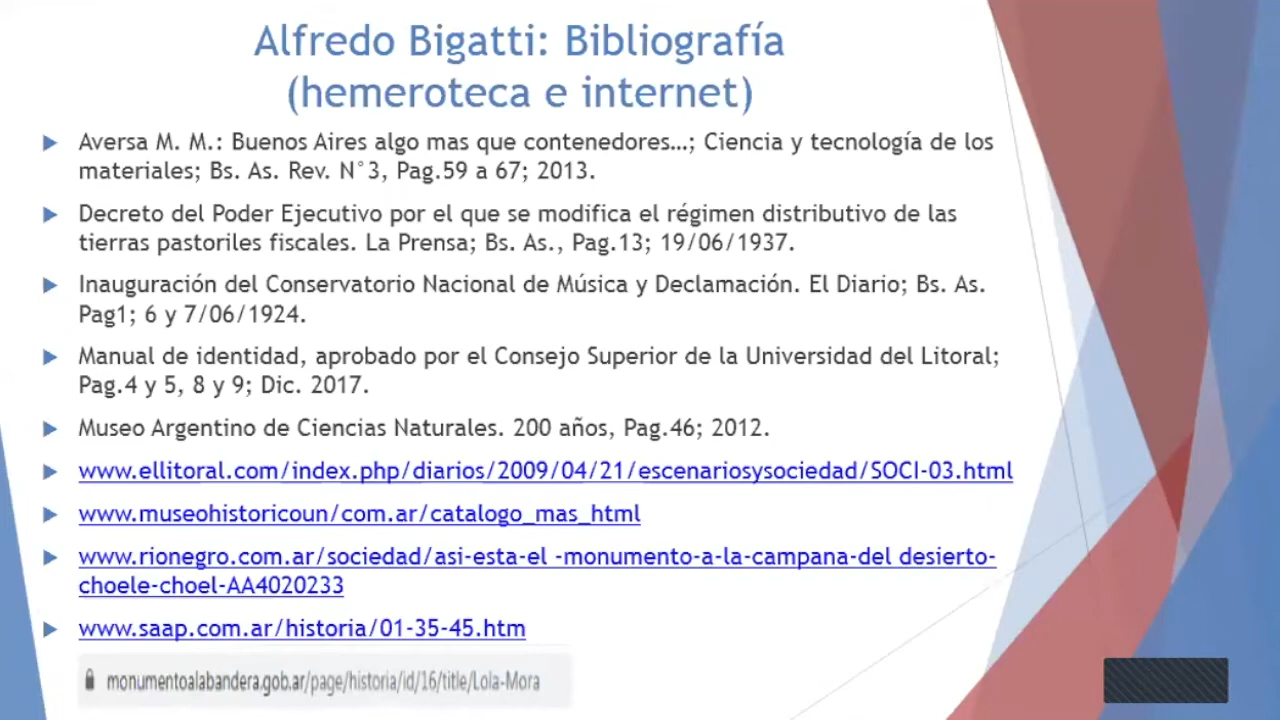 Alfredo Bigatti: Bibliografía
(hemeroteca e internet)
Aversa M. M.: Buenos Aires algo mas que contenedores…; Ciencia y tecnología de los
materiales; Bs. As. Rev. N°3, Pag.59 a 67; 2013.
Decreto del Poder Ejecutivo por el que se modifica el régimen distributivo de las
tierras pastoriles fiscales. La Prensa; Bs. As., Pag.13; 19/06/1937.
Inauguración del Conservatorio Nacional de Música y Declamación. El Diario; Bs. As.
Pag1; 6 y 7/06/1924.
Manual de identidad, aprobado por el Consejo Superior de la Universidad del Litoral;
Pag.4 y 5, 8 y 9; Dic. 2017.
Museo Argentino de Ciencias Naturales. 200 años, Pag.46; 2012.
www.ellitoral.com/index.php/diarios/2009/04/21/escenariosysociedad/SOCI-03.html
www.museohistoricoun/com.ar/catalogo_mas_html
www.rionegro.com.ar/sociedad/asi-esta-el -monumento-a-la-campana-del desierto-
choele-choel-AA4020233
www.saap.com.ar/historia/01-35-45.htm
monumentoalabandera.gob.ar/page/historia/id/16/title/Lola-Mora